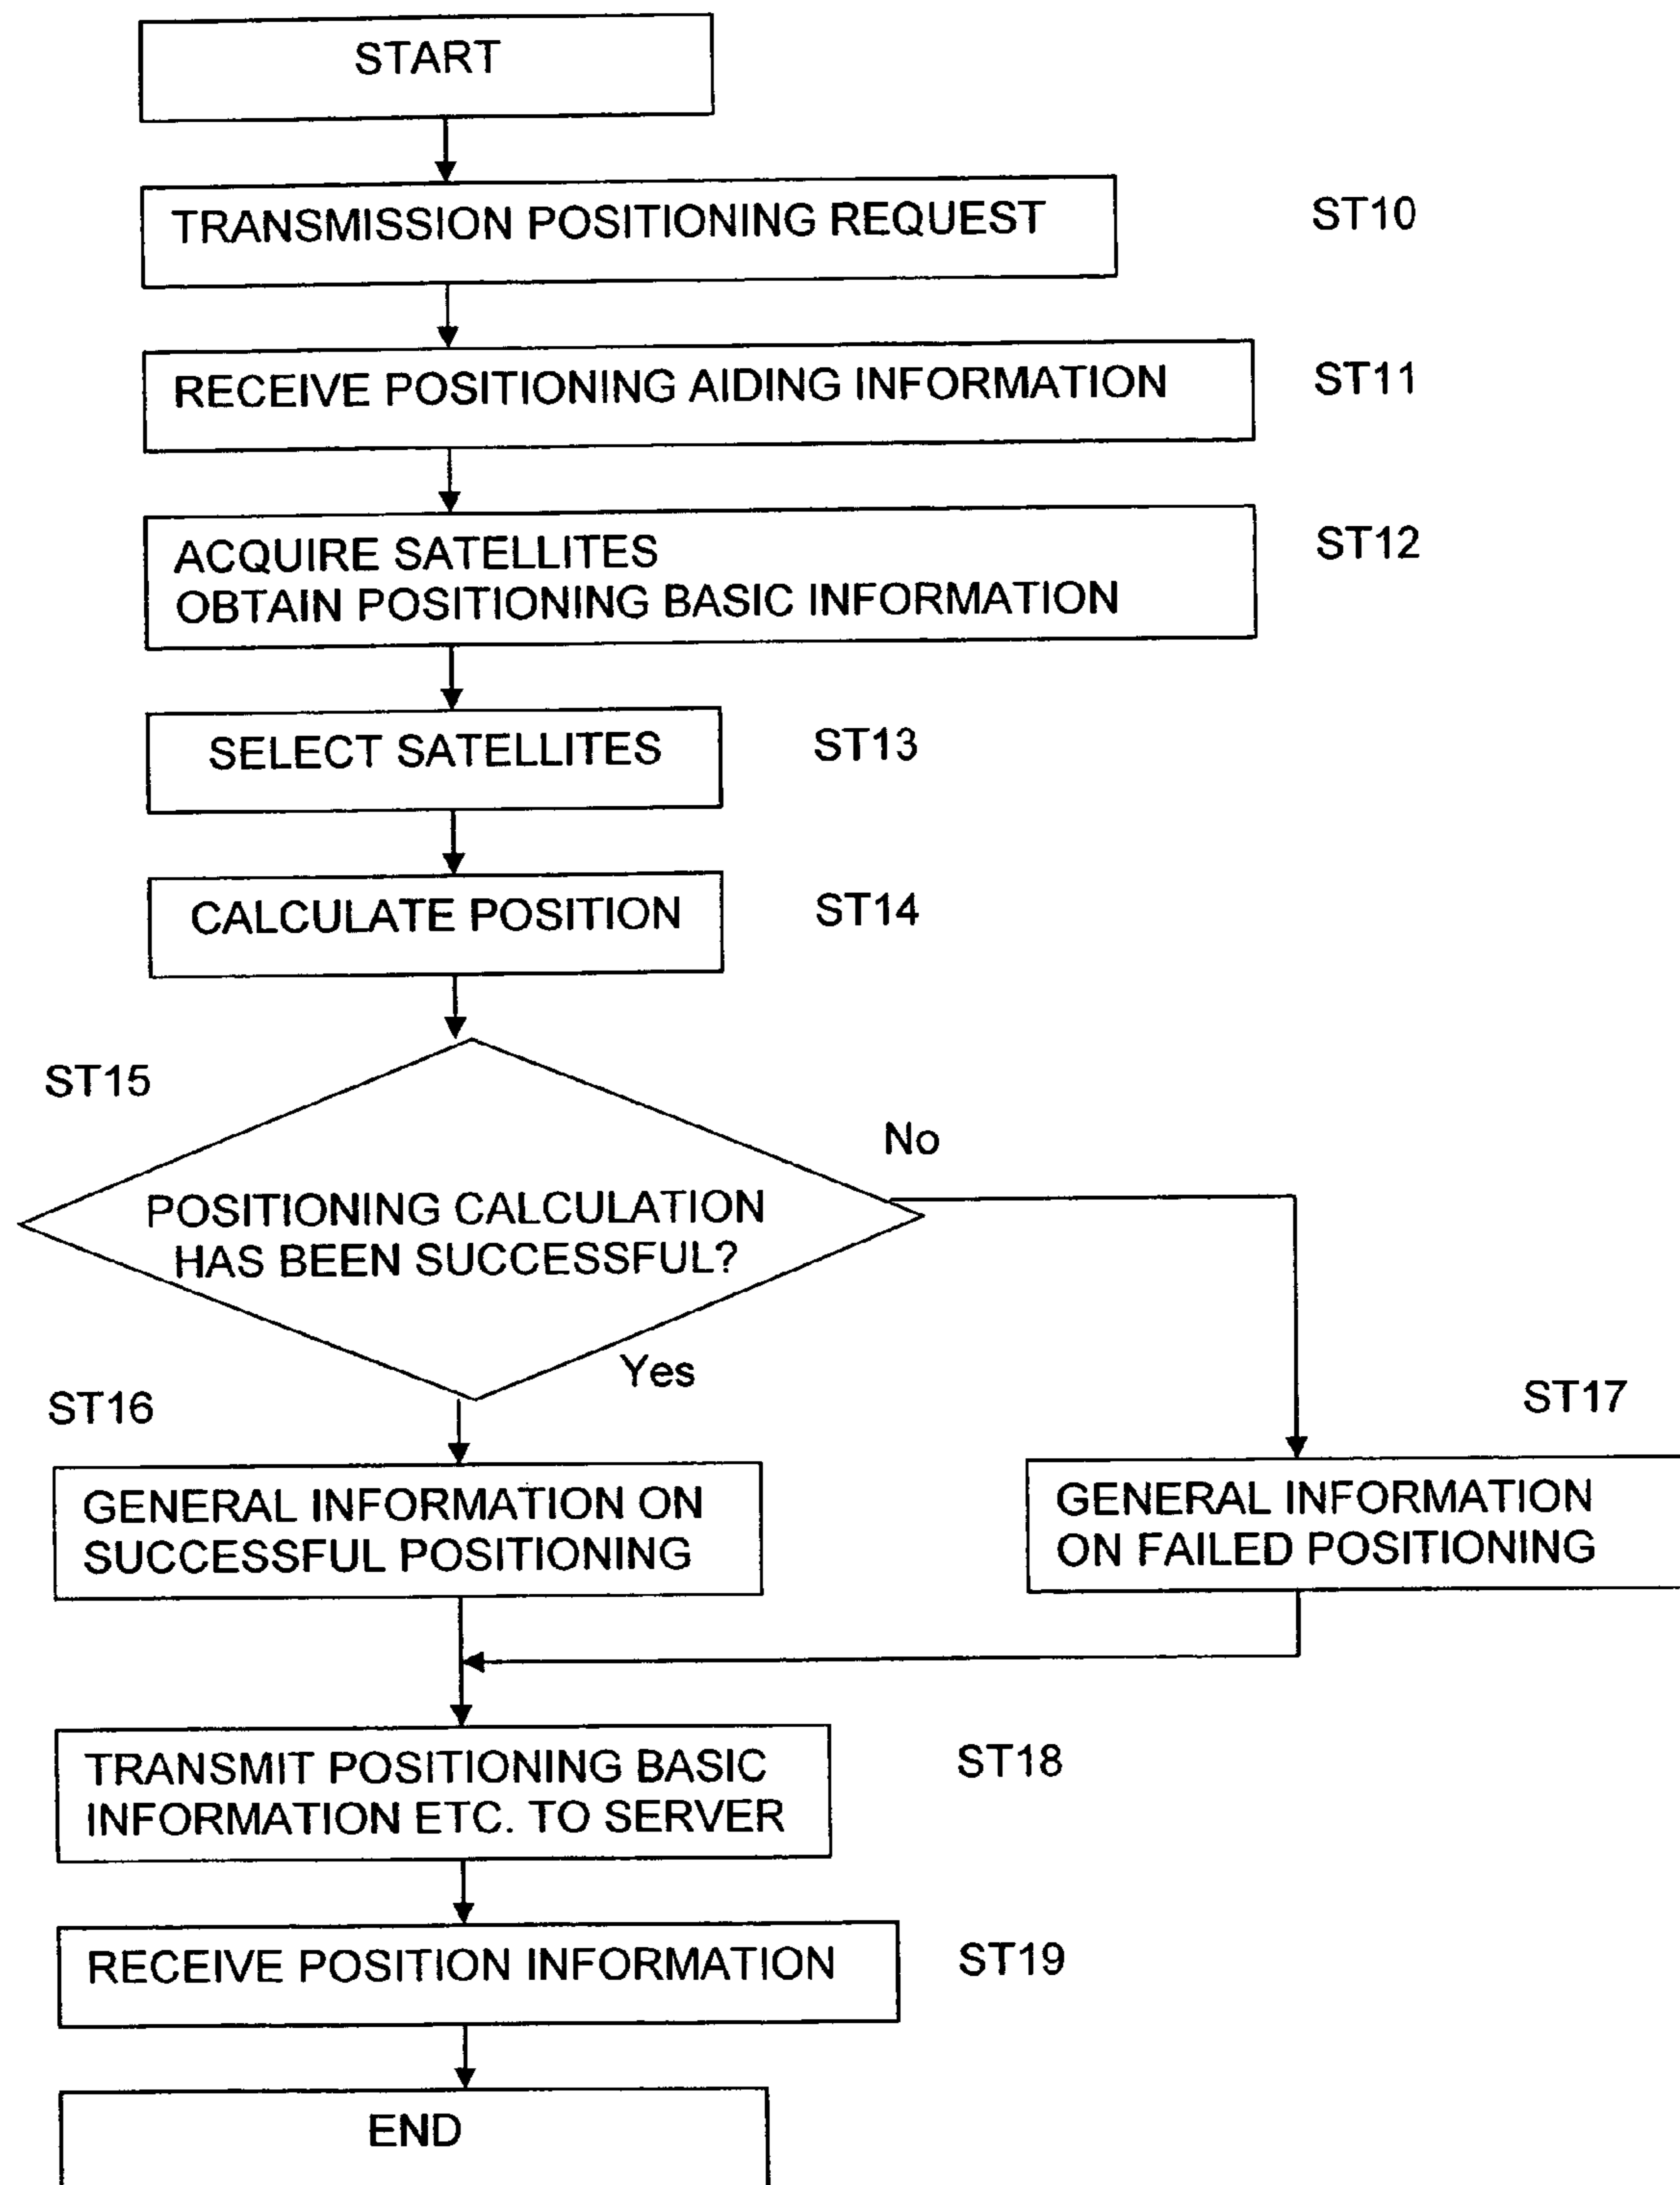 START
TRANSMISSION POSITIONING REQUEST
ST10
RECEIVE POSITIONING AIDING INFORMATION
ST11
ACQUIRE SATELLITES
OBTAIN POSITIONING BASIC INFORMATION
ST12
SELECT SATELLITES
ST13
CALCULATE POSITION
ST14
ST15
POSITIONING CALCULATION
HAS BEEN SUCCESSFUL?
No
Yes
ST16
GENERAL INFORMATION ON
SUCCESSFUL POSITIONING
ST17
GENERAL INFORMATION
ON FAILED POSITIONING
TRANSMIT POSITIONING BASIC
INFORMATION ETC. TO SERVER
ST18
RECEIVE POSITION INFORMATION
ST19
END